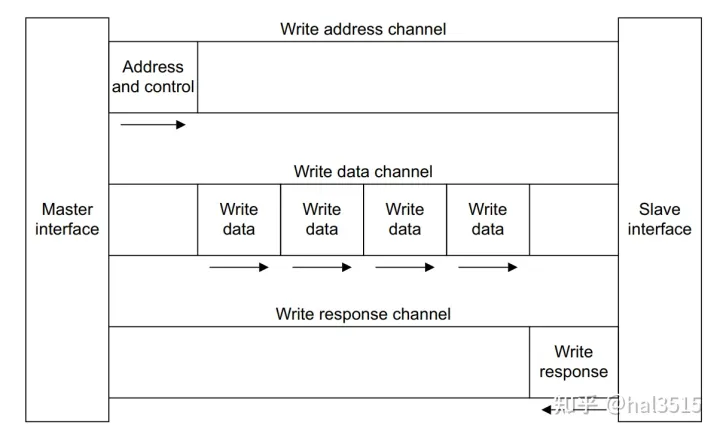 Write address channel
Address
and control
Write data channel
Master
interface
Write
data
Write
data
Write
data
Write
data
Slave
interface
Write response channel
Write
response
知乎 @hal3515